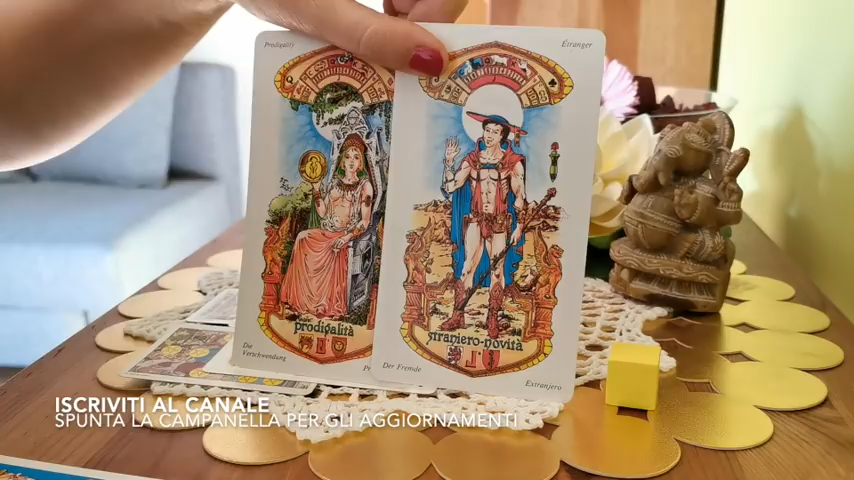 Prodigality
Étranger
prodigalità
straniero-novità
Die
Verschwendung
Der Fremde
Extranjero
ISCRIVITI AL CANALE
SPUNTA LA CAMPANELLA PER GLI AGGIORNAMENTI